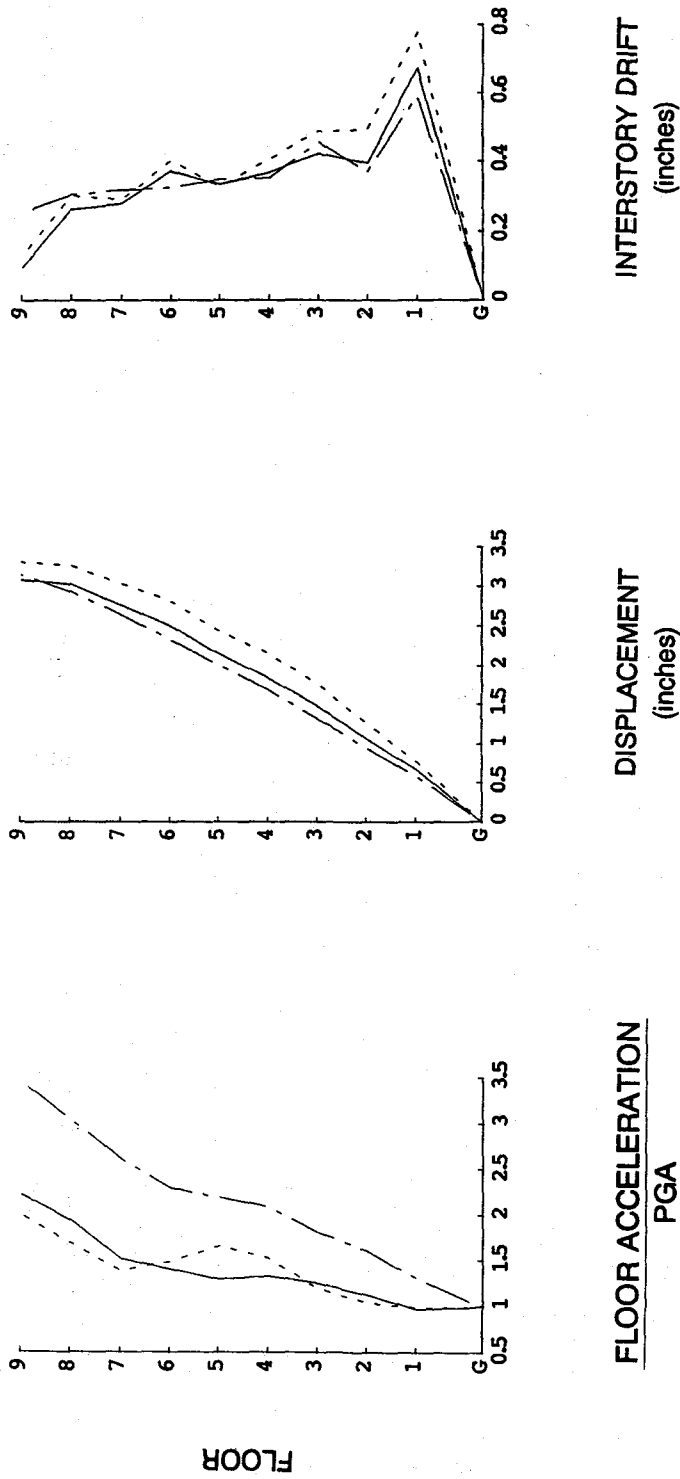 FLOOR
9
8
7
6
5
4
3
2
1
G
0.5 1 1.5 2 2.5 3 3.5
FLOOR ACCELERATION
PGA
9
8
7
6
5
4
3
2
1
G
0 0.5 1 1.5 2 2.5 3 3.5
DISPLACEMENT
(inches)
9
8
7
6
5
4
3
2
1
G
0 0.2 0.4 0.6 0.8
INTERSTORY DRIFT
(inches)